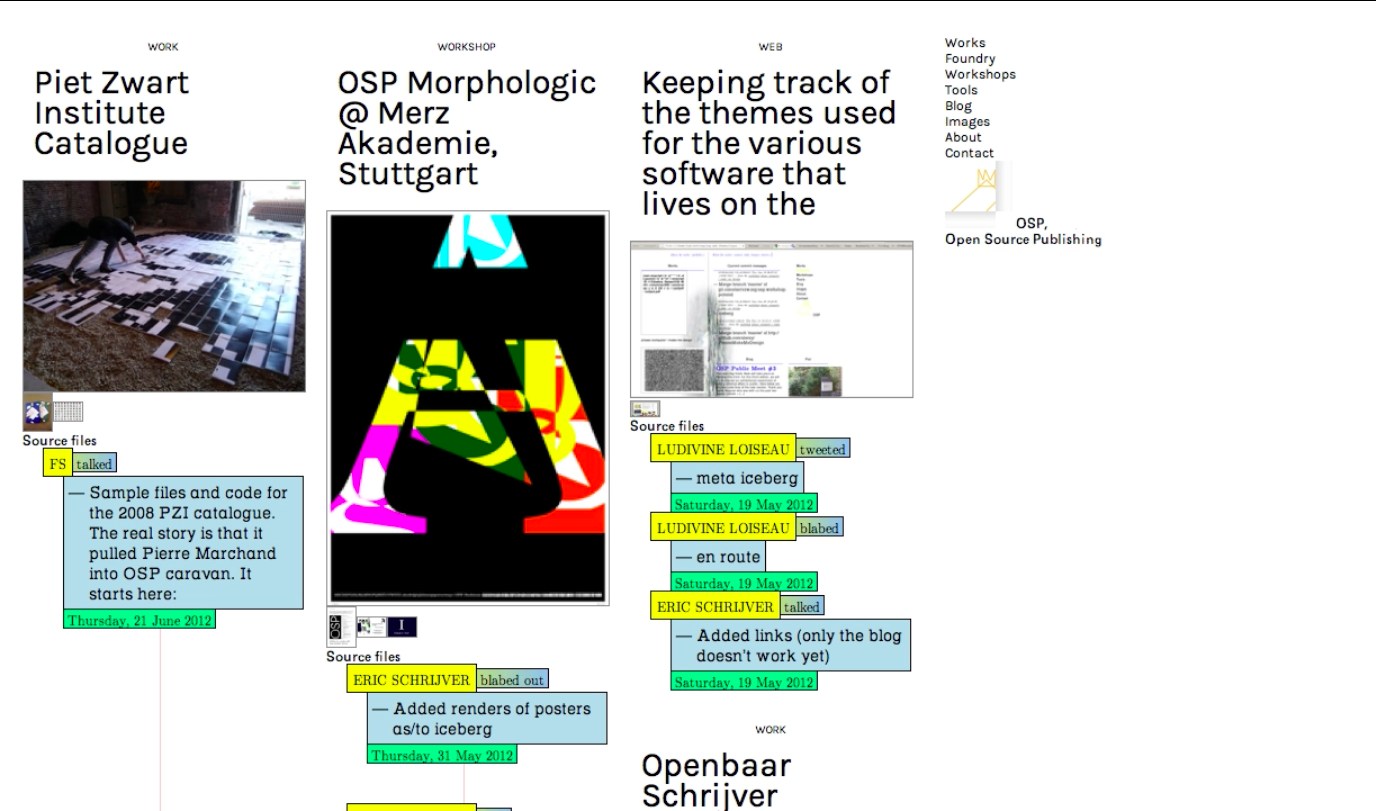 WORK
Piet Zwart
Institute
Catalogue
Source files
FS talked
— Sample files and code for
the 2008 PZI catalogue.
The real story is that it
pulled Pierre Marchand
into OSP caravan. It
starts here:
Thursday, 21 June 2012
WORKSHOP
OSP Morphologic
@ Merz
Akademie,
Stuttgart
OSP
I
Source files
ERIC SCHRIJVER blabed out
— Added renders of posters
as/to iceberg
Thursday, 31 May 2012
WEB
Keeping track of
the themes used
for the various
software that
lives on the
OSP Public Meet #3
Source files
LUDIVINE LOISEAU tweeted
— meta iceberg
Saturday, 19 May 2012
LUDIVINE LOISEAU blabed
— en route
Saturday, 19 May 2012
ERIC SCHRIJVER talked
— Added links (only the blog
doesn't work yet)
Saturday, 19 May 2012
WORK
Openbaar
Schrijver
Works
Foundry
Workshops
Tools
Blog
Images
About
Contact
OSP,
Open Source Publishing